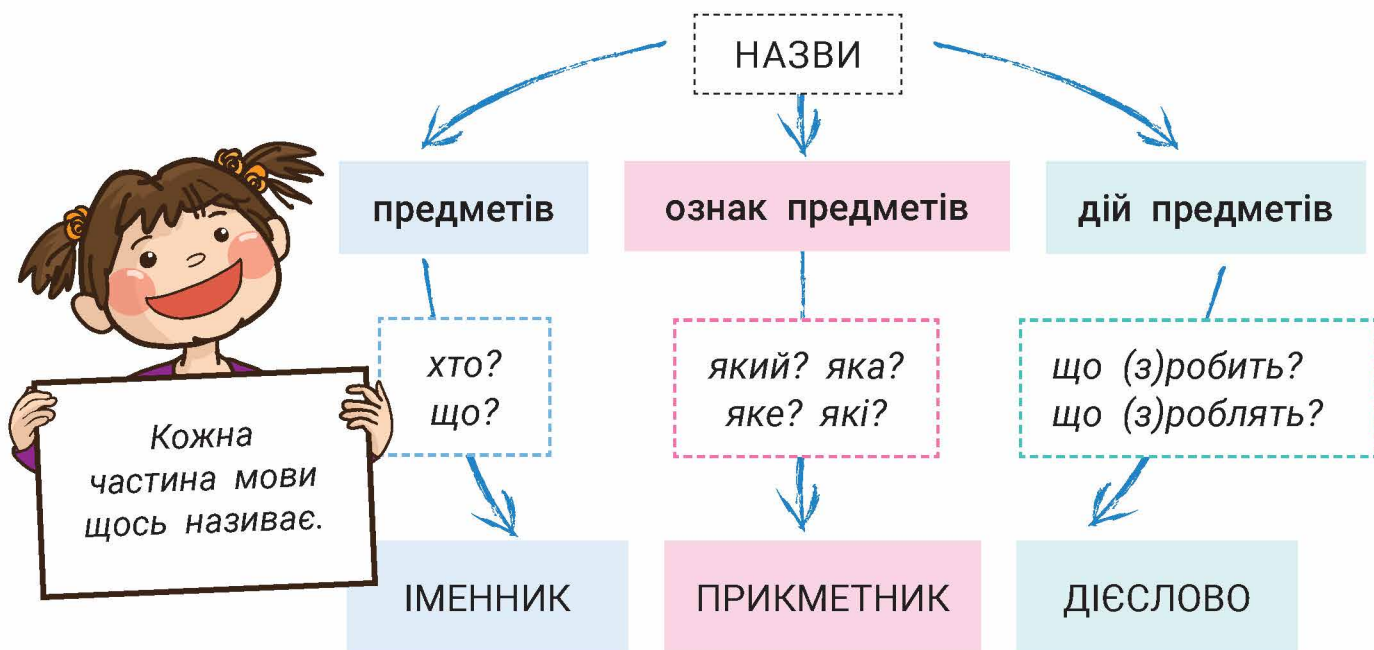 НАЗВИ
предметів
ознак предметів
дій предметів
хто?
що?
який? яка?
яке? які?
що (з)робить?
що (з)роблять?
Кожна
частина мови
щось називає.
ІМЕННИК
ПРИКМЕТНИК
ДІЄСЛОВО